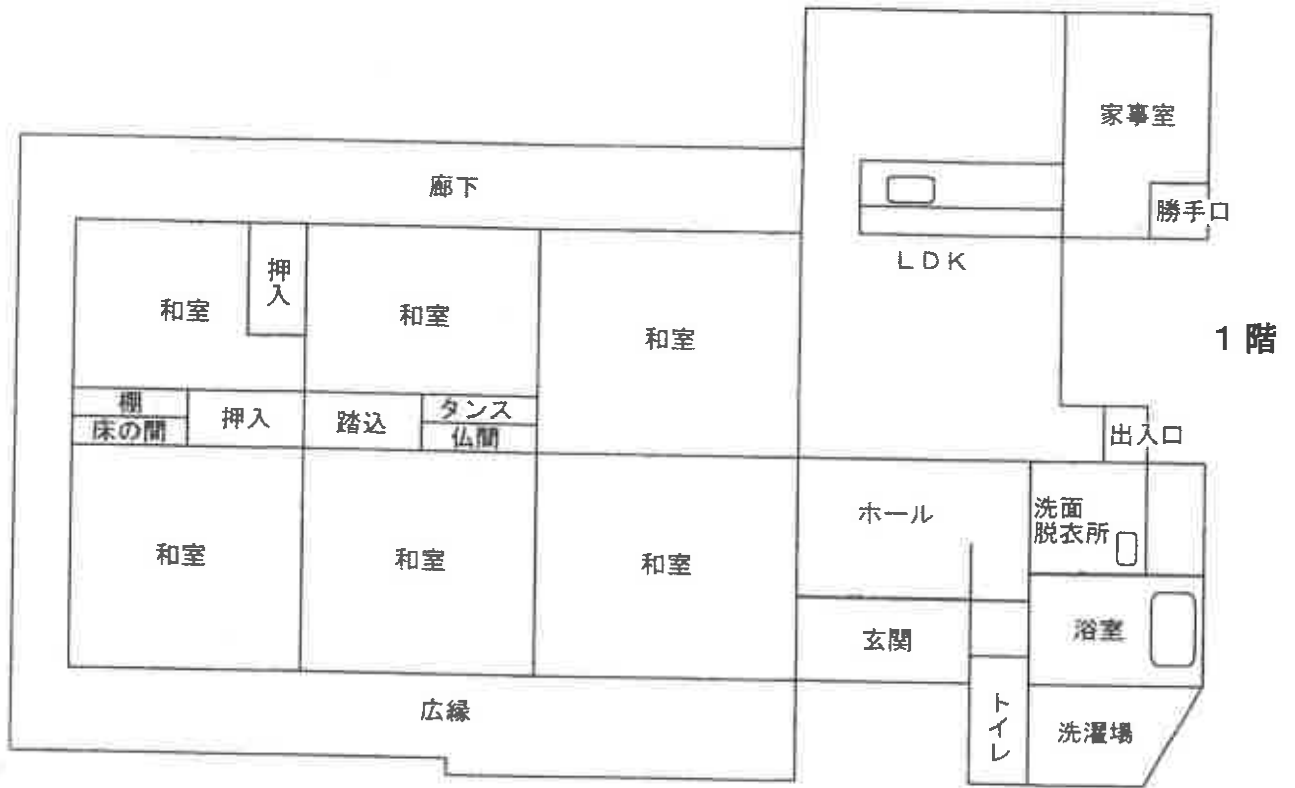 家事室
廊下
勝手口
LDK
押入
和室
和室
和室
1階
棚
床の間
押入
踏込
タンス
仏間
出入口
ホール
洗面
脱衣所
和室
和室
和室
玄関
浴室
広縁
トイレ
洗濯場